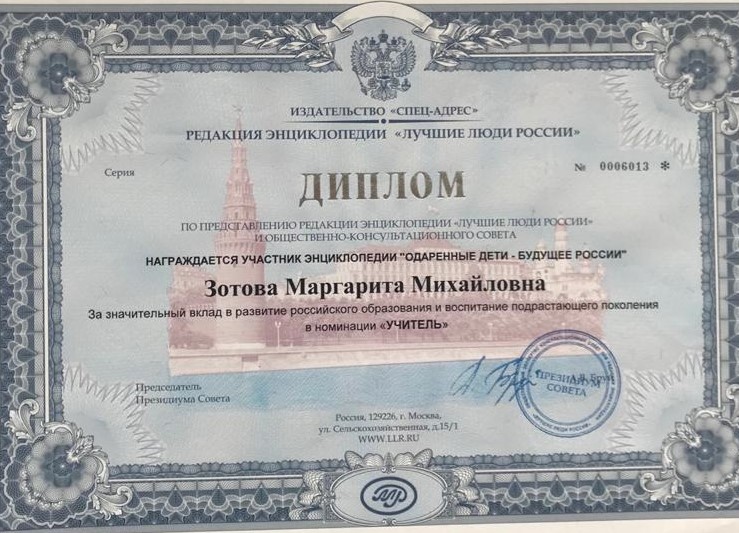 ИЗДАТЕЛЬСТВО «СПЕЦ-АДРЕС»
РЕДАКЦИЯ ЭНЦИКЛОПЕДИИ «ЛУЧШИЕ ЛЮДИ РОССИИ»
Серия № 0006013 *
ДИПЛОМ
ПО ПРЕДСТАВЛЕНИЮ РЕДАКЦИИ ЭНЦИКЛОПЕДИИ «ЛУЧШИЕ ЛЮДИ РОССИИ»
И ОБЩЕСТВЕННО-КОНСУЛЬТАЦИОННОГО СОВЕТА
НАГРАЖДАЕТСЯ УЧАСТНИК ЭНЦИКЛОПЕДИИ "ОДАРЕННЫЕ ДЕТИ - БУДУЩЕЕ РОССИИ"
Зотова Маргарита Михайловна
За значительный вклад в развитие российского образования и воспитание подрастающего поколения
в номинации «УЧИТЕЛЬ»
Председатель
Президиума Совета
ПРЕЗИДИУМ
СОВЕТА
Россия, 129226, г. Москва,
ул. Сельскохозяйственная, д.15/1
WWW.LLR.RU